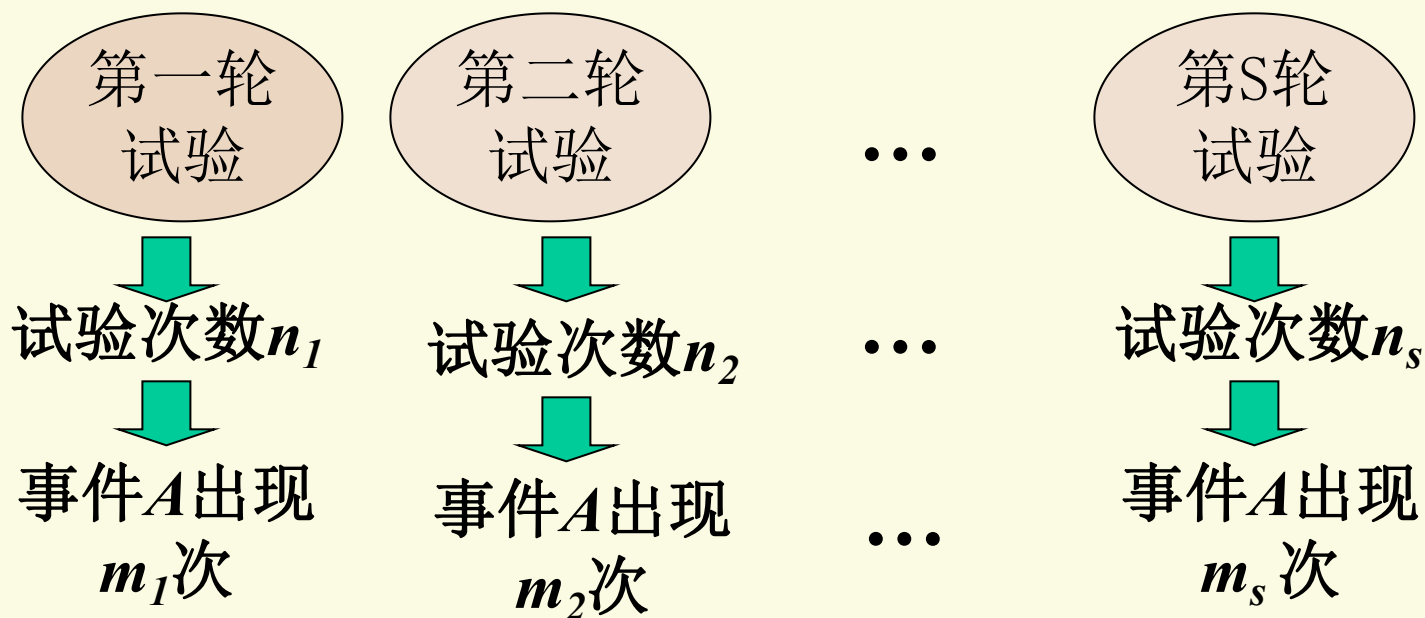 第一轮
试验
第二轮
试验
...
第S轮
试验
试验次数n1
试验次数n2
...
试验次数ns
事件A出现
m1次
事件A出现
m2次
...
事件A出现
ms次